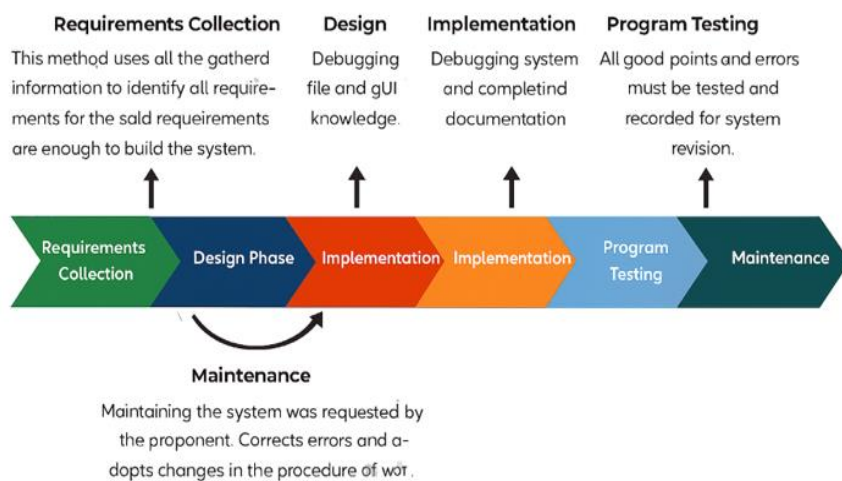 Requirements Collection
This method uses all the gatherd
information to identify all require-
ments for the sald requeirements
are enough to build the system.
Design
Debugging
file and gUI
knowledge.
Implementation
Debugging system
and completind
documentation
Program Testing
All good points and errors
must be tested and
recorded for system
revision.
Requirements
Collection
Design Phase
Implementation
Implementation
Program
Testing
Maintenance
Maintenance
Maintaining the system was requested by
the proponent. Corrects errors and a-
dopts changes in the procedure of